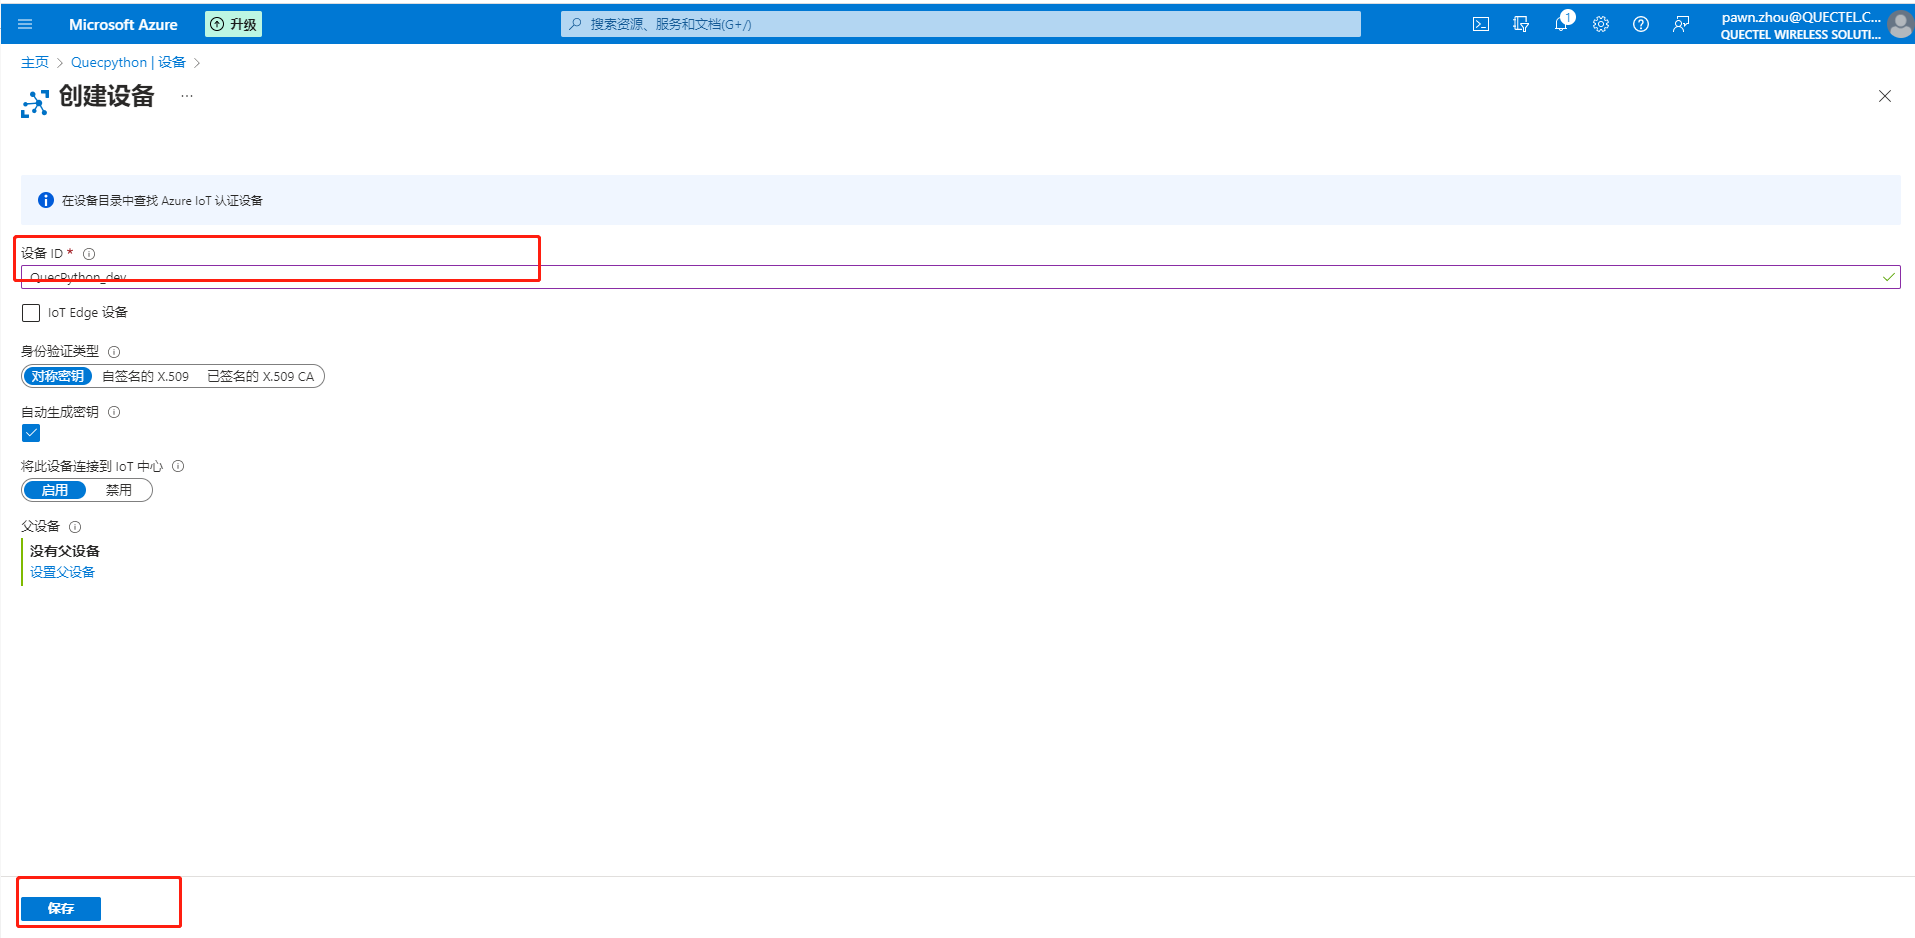 Microsoft Azure
升级
搜索资源、服务和文档(G+/)
1
pawn.zhou@QUECTEL.C...
QUECTEL WIRELESS SOLUTI...
主页 > Quecpython | 设备 >
创建设备 ...
在设备目录中查找 Azure IoT 认证设备
设备 ID *
QuecPython_dev
IoT Edge 设备
身份验证类型
对称密钥 自签名的 X.509 已签名的 X.509 CA
自动生成密钥
将此设备连接到 IoT 中心
启用 禁用
父设备
没有父设备
设置父设备
保存